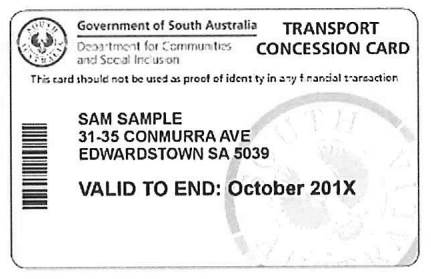 Government of South Australia
Department for Communities
and Social Inclusion
TRANSPORT
CONCESSION CARD
This card should not be used as proof of identity in any financial transaction
SAM SAMPLE
31-35 CONMURRA AVE
EDWARDSTOWN SA 5039
VALID TO END: October 201X